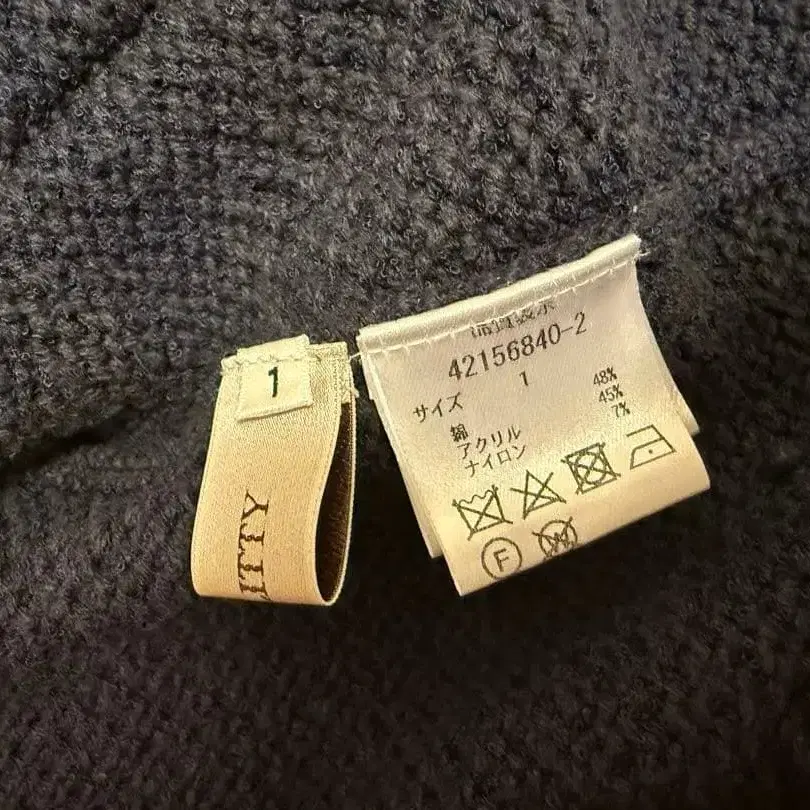 1
ITTY
品質表示
42156840-2
サイズ 1
綿 48%
アクリル 45%
ナイロン 7%
F
W